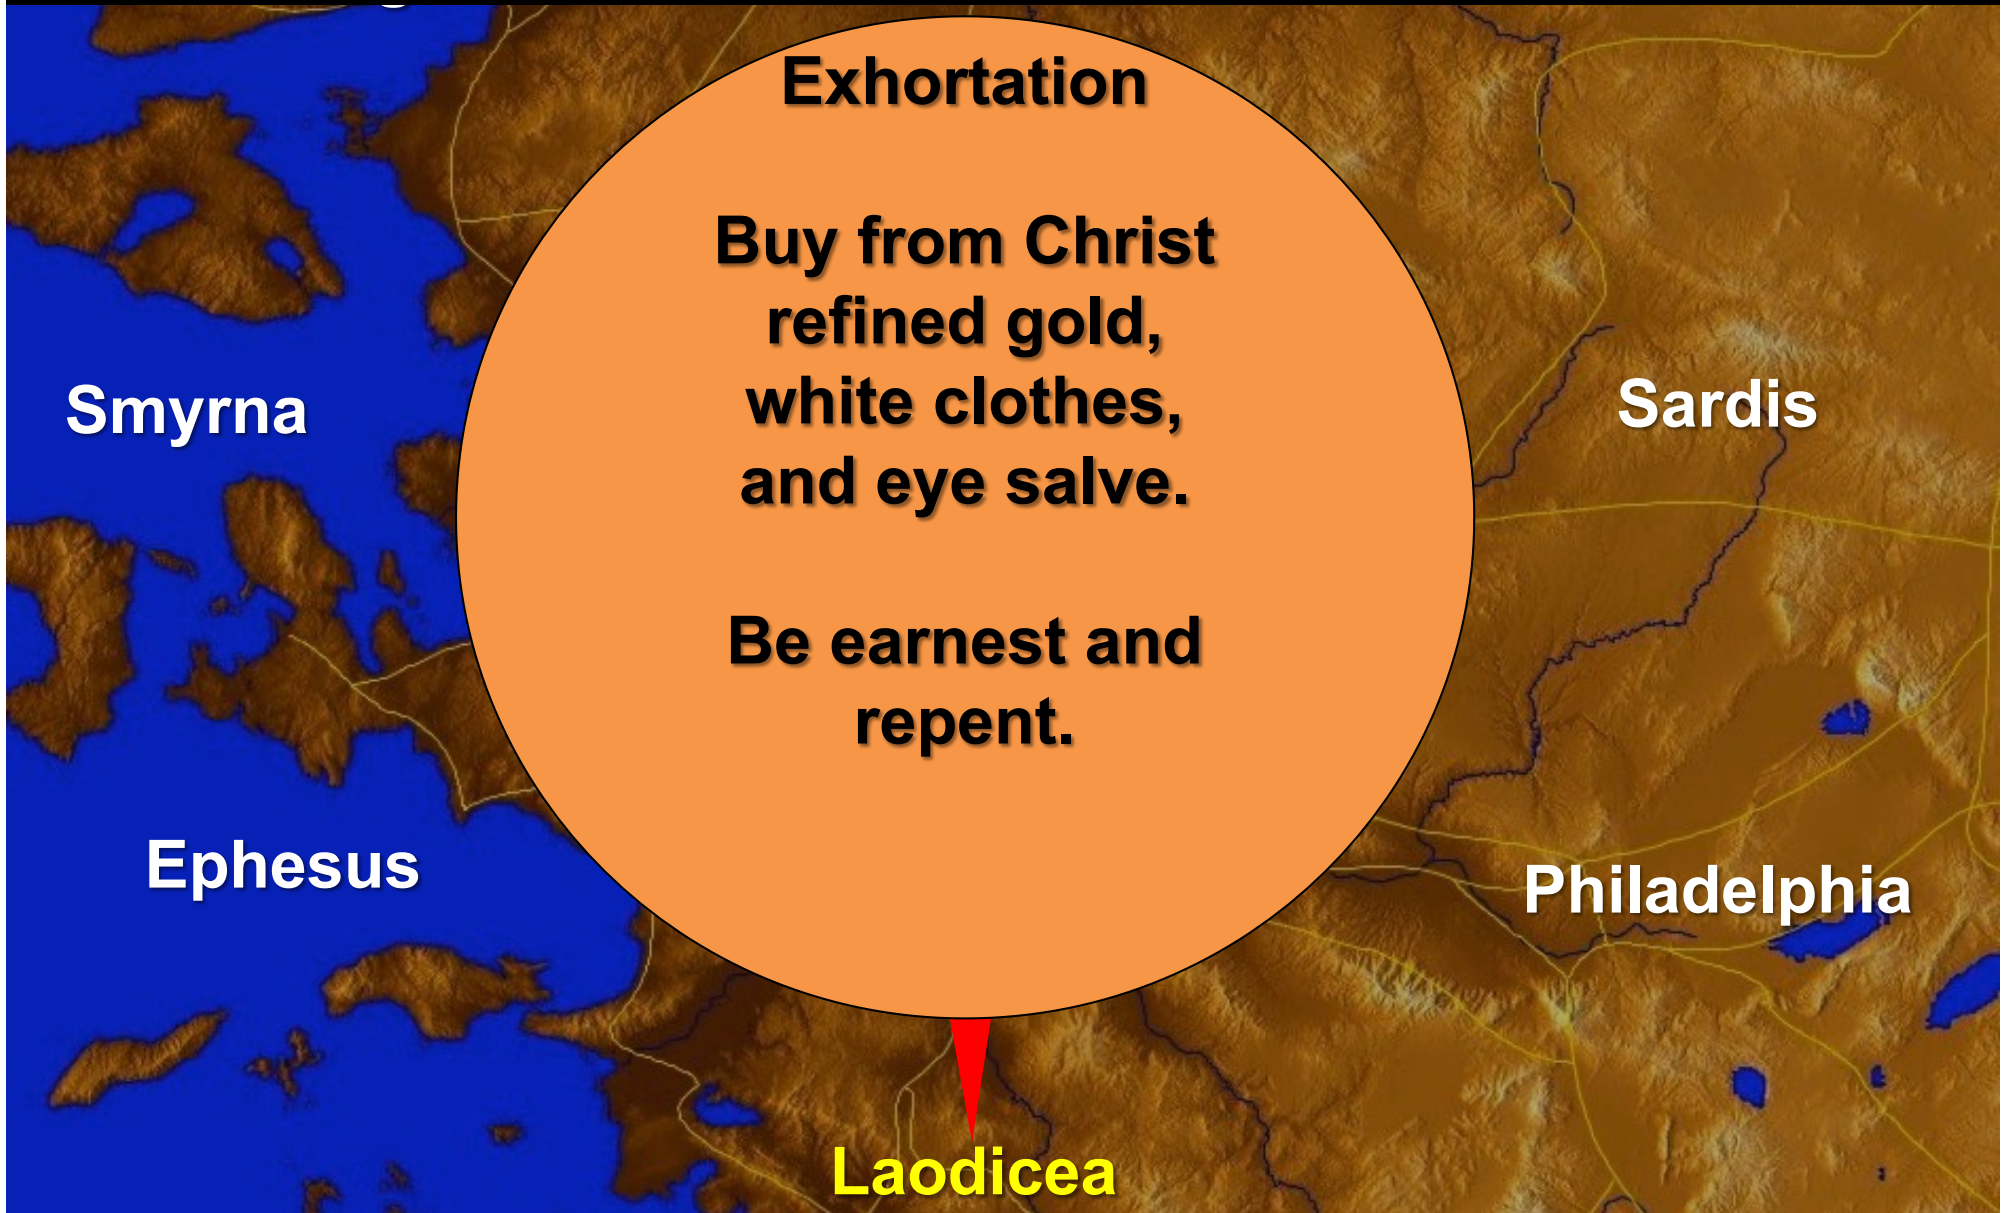 Exhortation
Buy from Christ
refined gold,
white clothes,
and eye salve.
Be earnest and
repent.
Smyrna
Sardis
Ephesus
Philadelphia
Laodicea